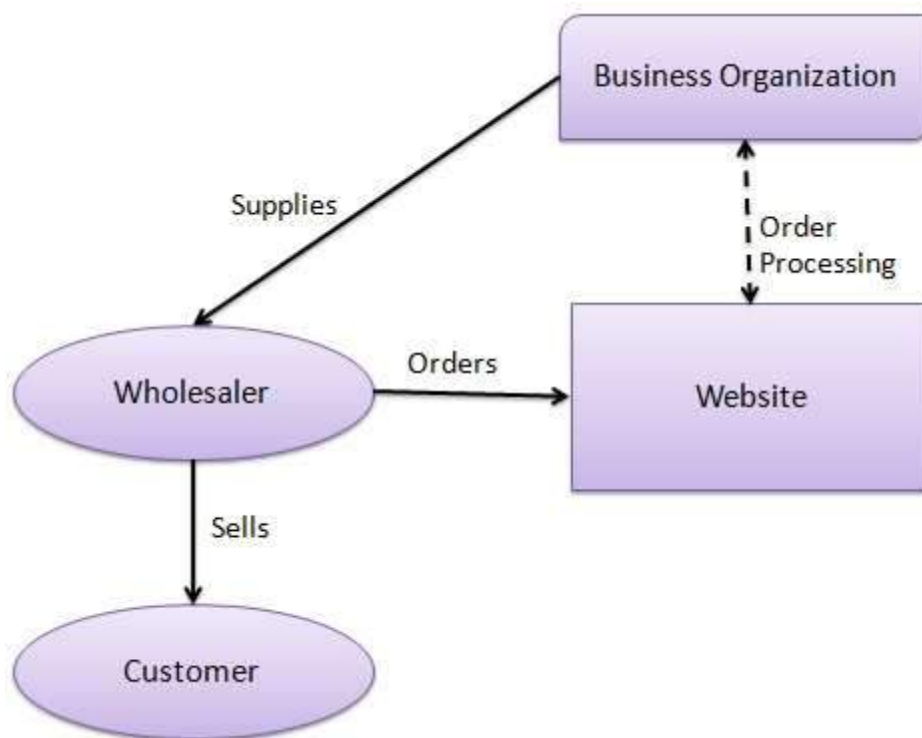 Business Organization
Supplies
Order
Processing
Orders
Wholesaler
Website
Sells
Customer